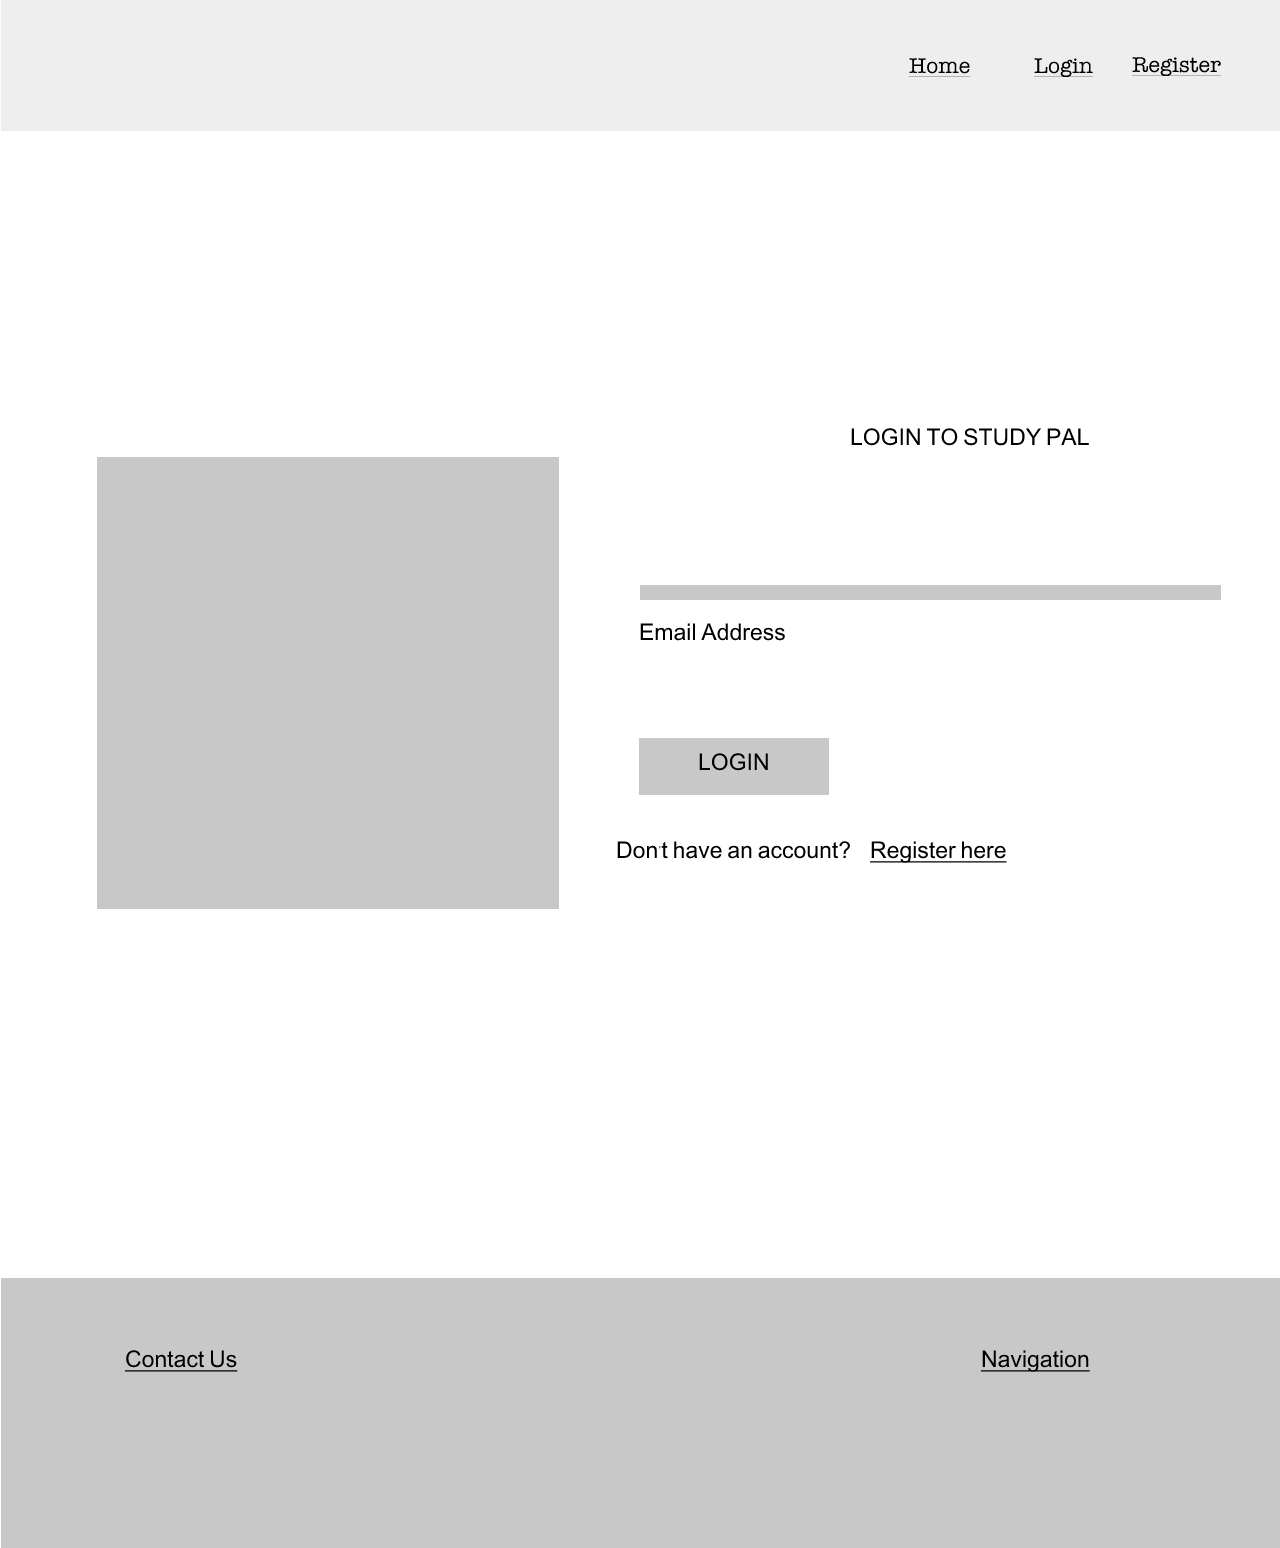 Home Login Register
LOGIN TO STUDY PAL
Email Address
LOGIN
Don't have an account? Register here
Contact Us Navigation